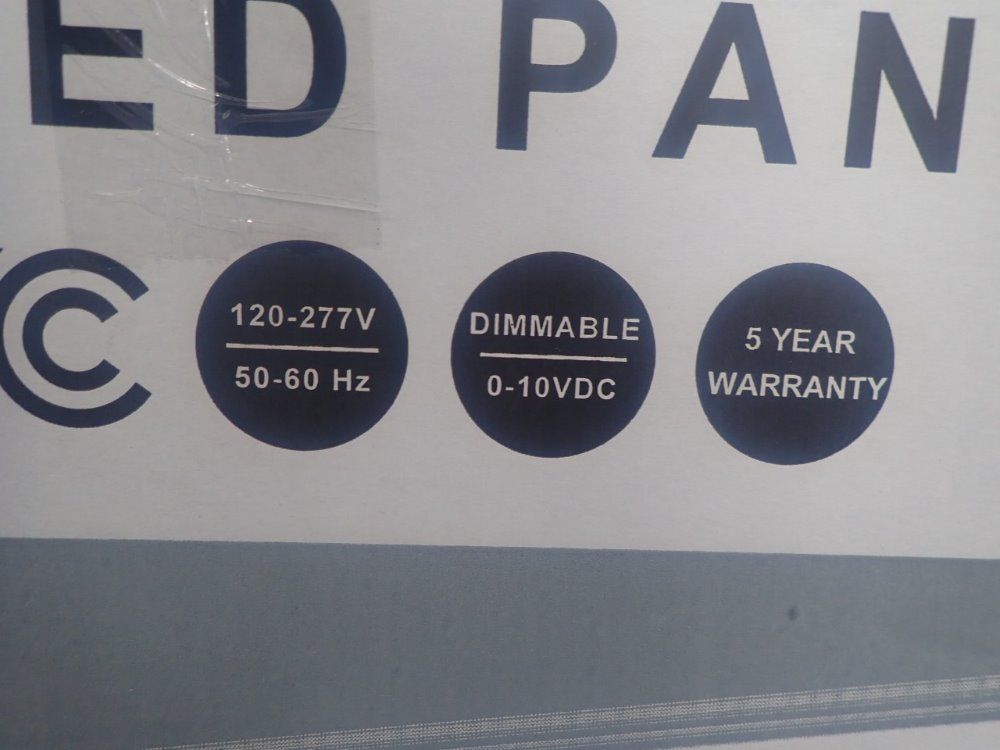 ED PAN
120-277V
50-60 Hz
DIMMABLE
0-10VDC
5 YEAR
WARRANTY